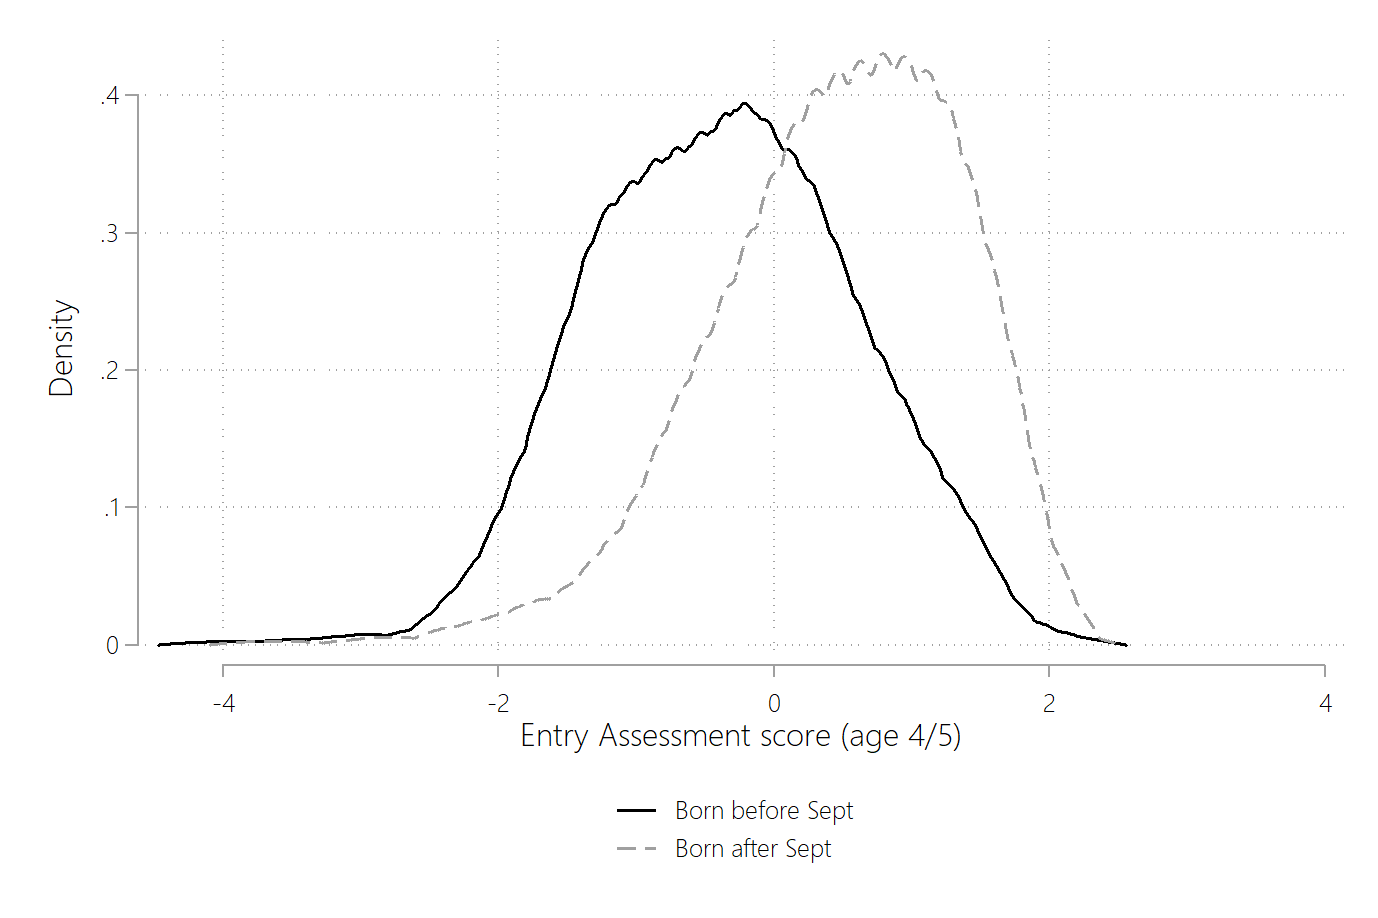 Density
.4
.3
.2
.1
0
-4 -2 0 2 4
Entry Assessment score (age 4/5)
Born before Sept
Born after Sept